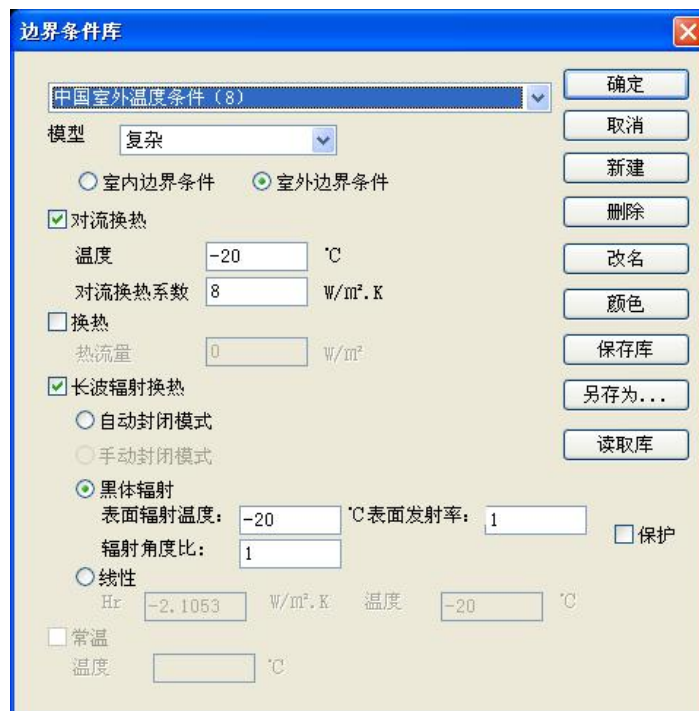 边界条件库
中国室外温度条件（8）
确定
模型 复杂
取消
室内边界条件 室外边界条件
新建
对流换热
删除
温度 -20 ℃
改名
对流换热系数 8 W/m².K
颜色
换热
热流量 0 W/m²
保存库
长波辐射换热
另存为...
自动封闭模式
手动封闭模式
读取库
黑体辐射
表面辐射温度： -20 ℃表面发射率： 1
保护
辐射角度比： 1
线性
Hr -2.1053 W/m².K 温度 -20 ℃
常温
温度 ℃